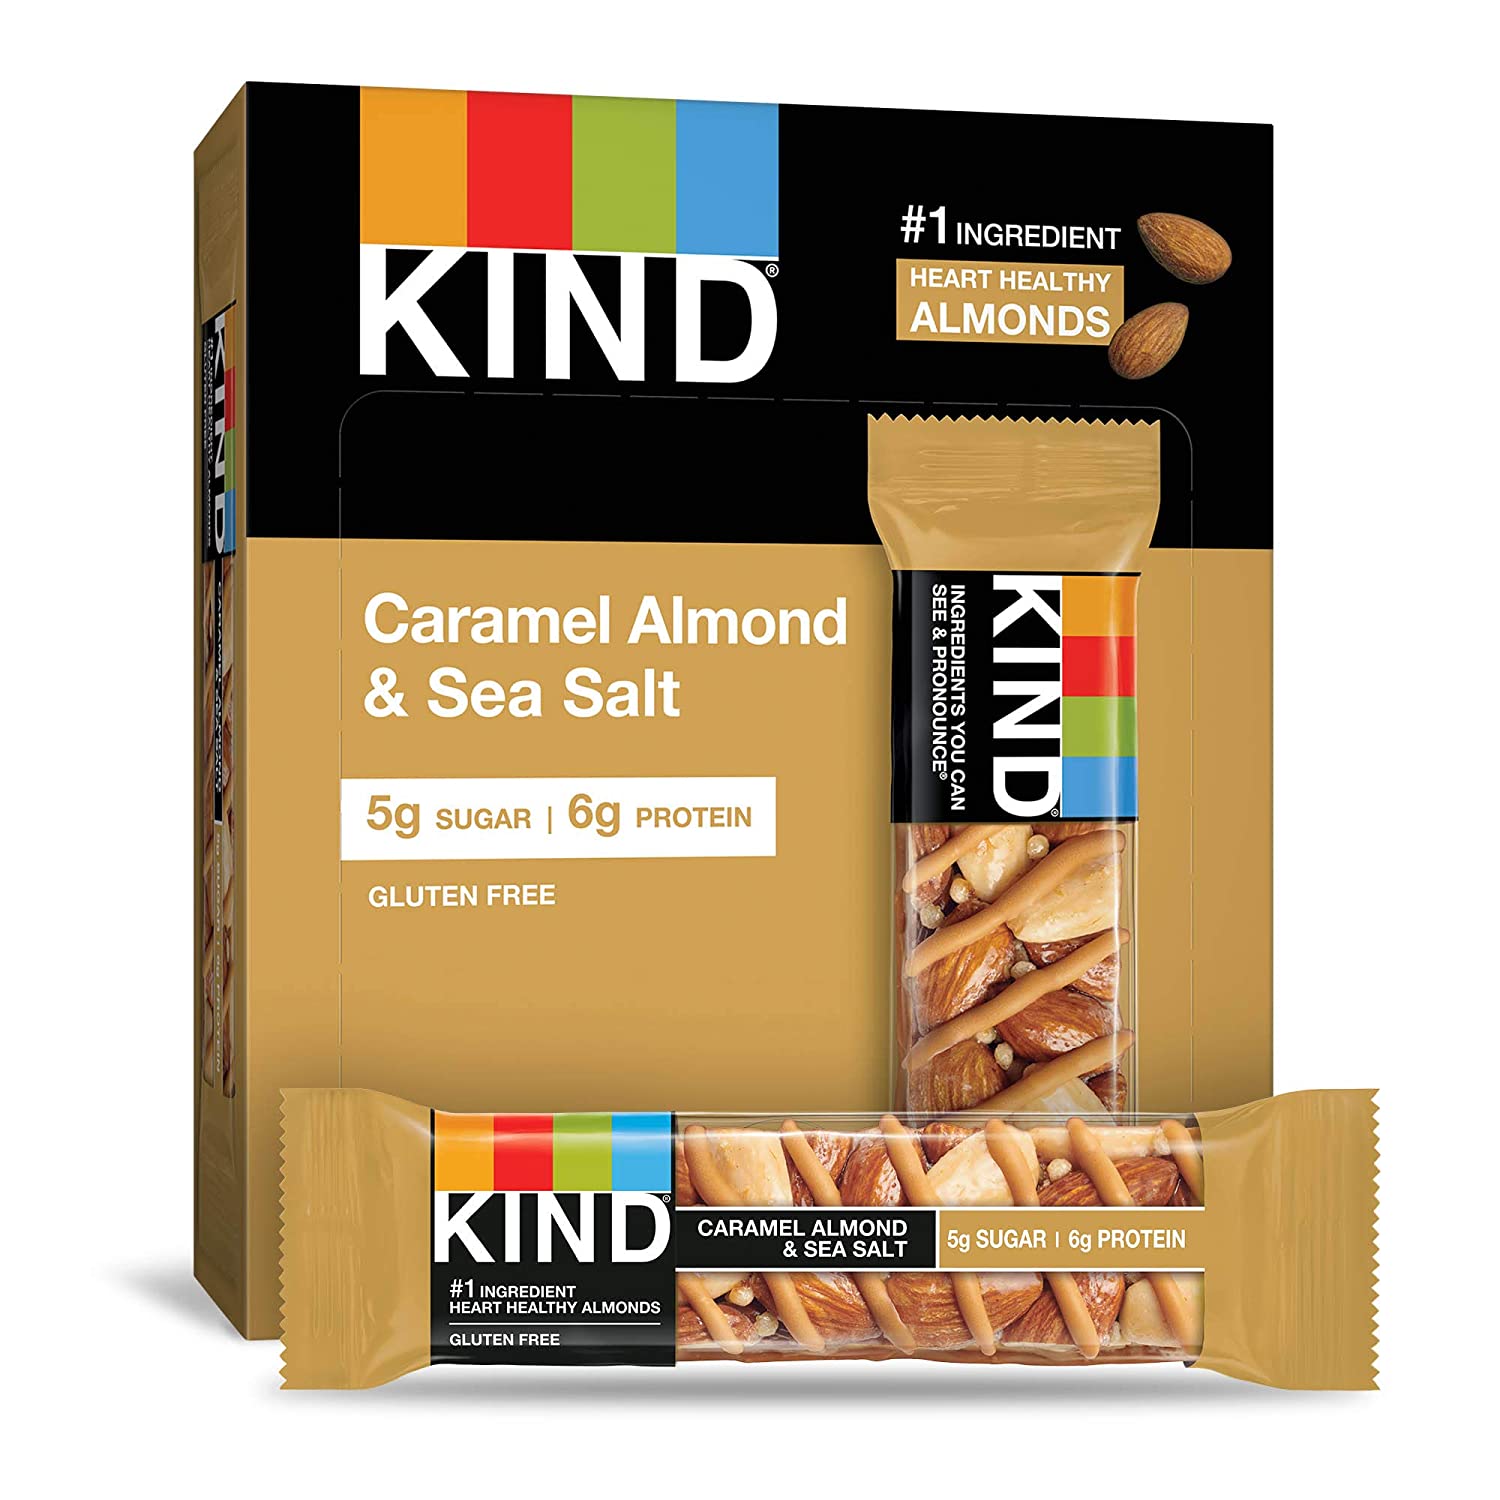 KIND®
#1 INGREDIENT
HEART HEALTHY
ALMONDS
Caramel Almond
& Sea Salt
5g SUGAR | 6g PROTEIN
GLUTEN FREE
KIND®
INGREDIENTS YOU CAN
SEE & PRONOUNCE®
KIND®
#1 INGREDIENT
HEART HEALTHY ALMONDS
GLUTEN FREE
CARAMEL ALMOND
& SEA SALT
5g SUGAR | 6g PROTEIN
KIND